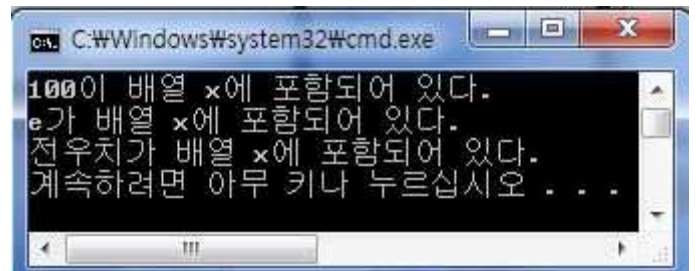 C:₩Windows₩system32₩cmd.exe
100이 배열 x에 포함되어 있다.
e가 배열 x에 포함되어 있다.
전우치가 배열 x에 포함되어 있다.
계속하려면 아무 키나 누르십시오 . . .